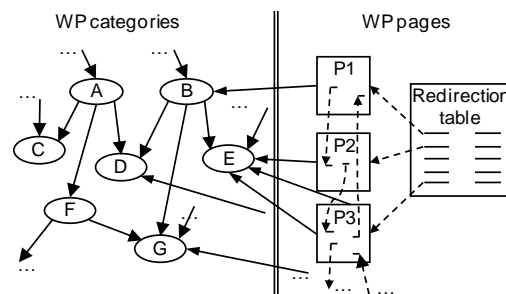 WP categories
WP pages
...
...
P1
...
A
B
...
Redirection
table
C
D
E
P2
F
...
P3
G
...
...
...
...